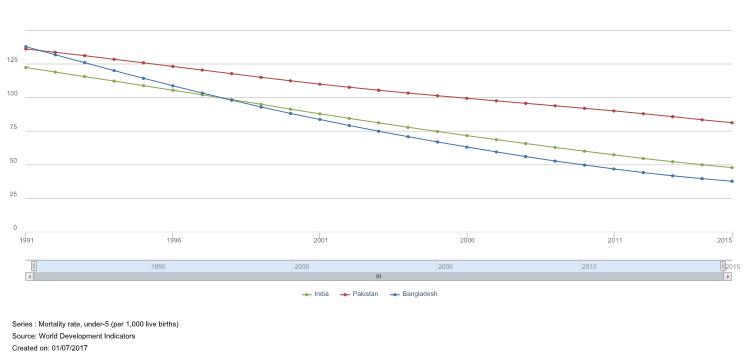 125
100
75
50
25
0
1991 1996 2001 2006 2011 2015
1995 2000 2005 2010 2015
India Pakistan Bangladesh
Series : Mortality rate, under-5 (per 1,000 live births)
Source: World Development Indicators
Created on: 01/07/2017